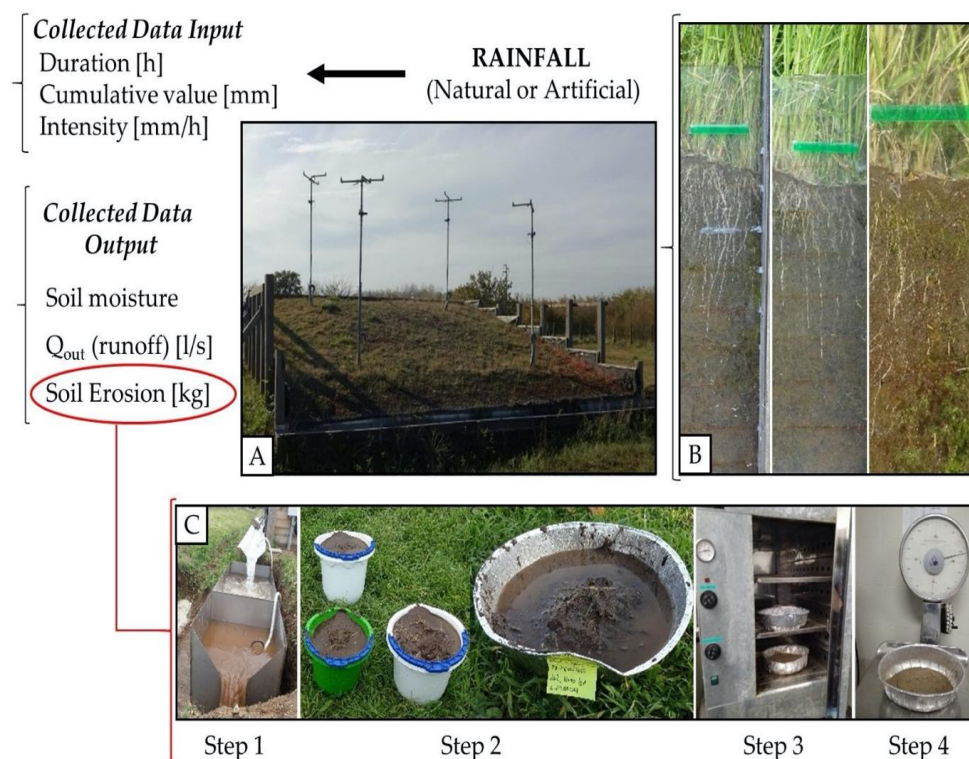 Collected Data Input
Duration [h]
Cumulative value [mm]
Intensity [mm/h]
RAINFALL
(Natural or Artificial)
Collected Data
Output
Soil moisture
Qout (runoff) [l/s]
Soil Erosion [kg]
A
B
C
Step 1
Step 2
Step 3
Step 4